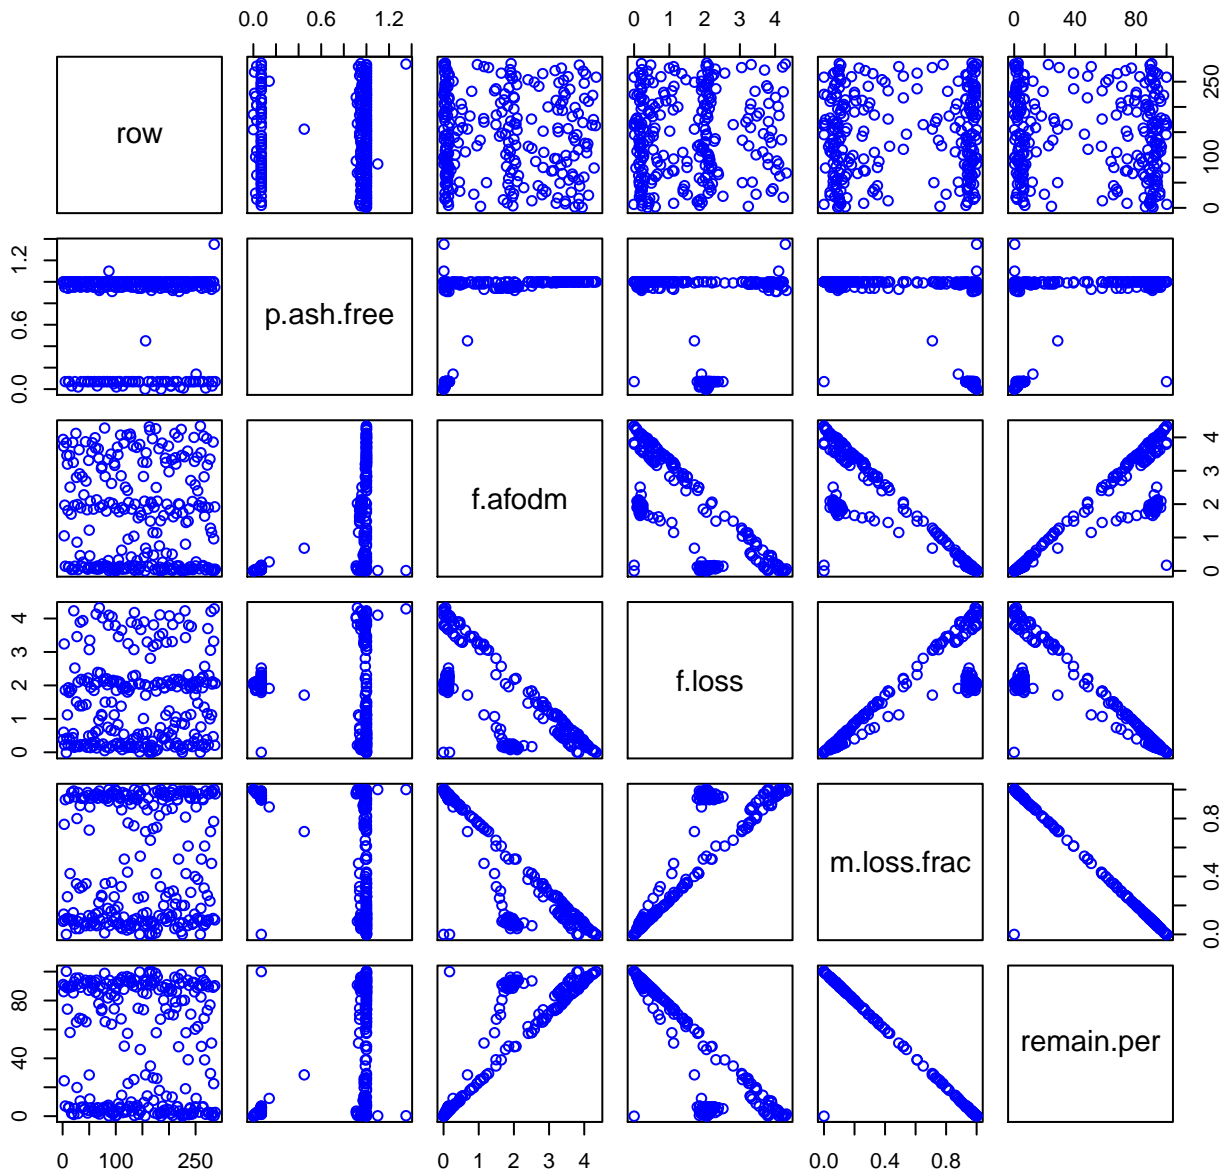 0.0 0.6 1.2 0 1 2 3 4 0 40 80
row 0 100 250
0.0 0.6 1.2 p.ash.free
f.afodm 0 1 2 3 4
0 1 2 3 4 f.loss
m.loss.frac 0.0 0.4 0.8
0 40 80 remain.per
0 100 250 0 1 2 3 4 0.0 0.4 0.8